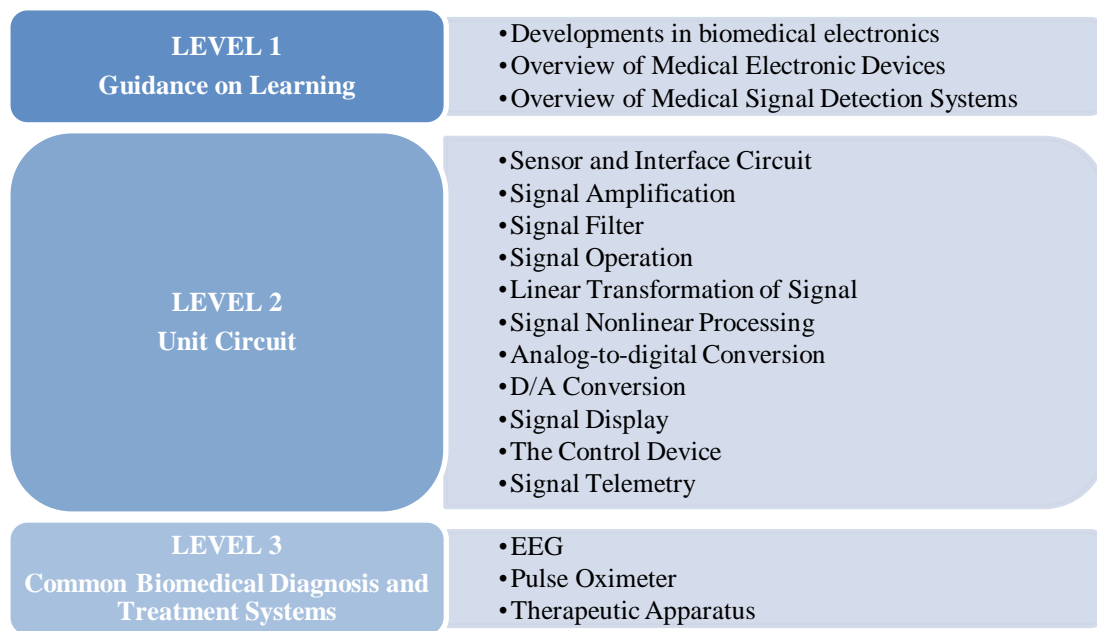 LEVEL 1
Guidance on Learning
•Developments in biomedical electronics
•Overview of Medical Electronic Devices
•Overview of Medical Signal Detection Systems
LEVEL 2
Unit Circuit
•Sensor and Interface Circuit
•Signal Amplification
•Signal Filter
•Signal Operation
•Linear Transformation of Signal
•Signal Nonlinear Processing
•Analog-to-digital Conversion
•D/A Conversion
•Signal Display
•The Control Device
•Signal Telemetry
LEVEL 3
Common Biomedical Diagnosis and
Treatment Systems
•EEG
•Pulse Oximeter
•Therapeutic Apparatus